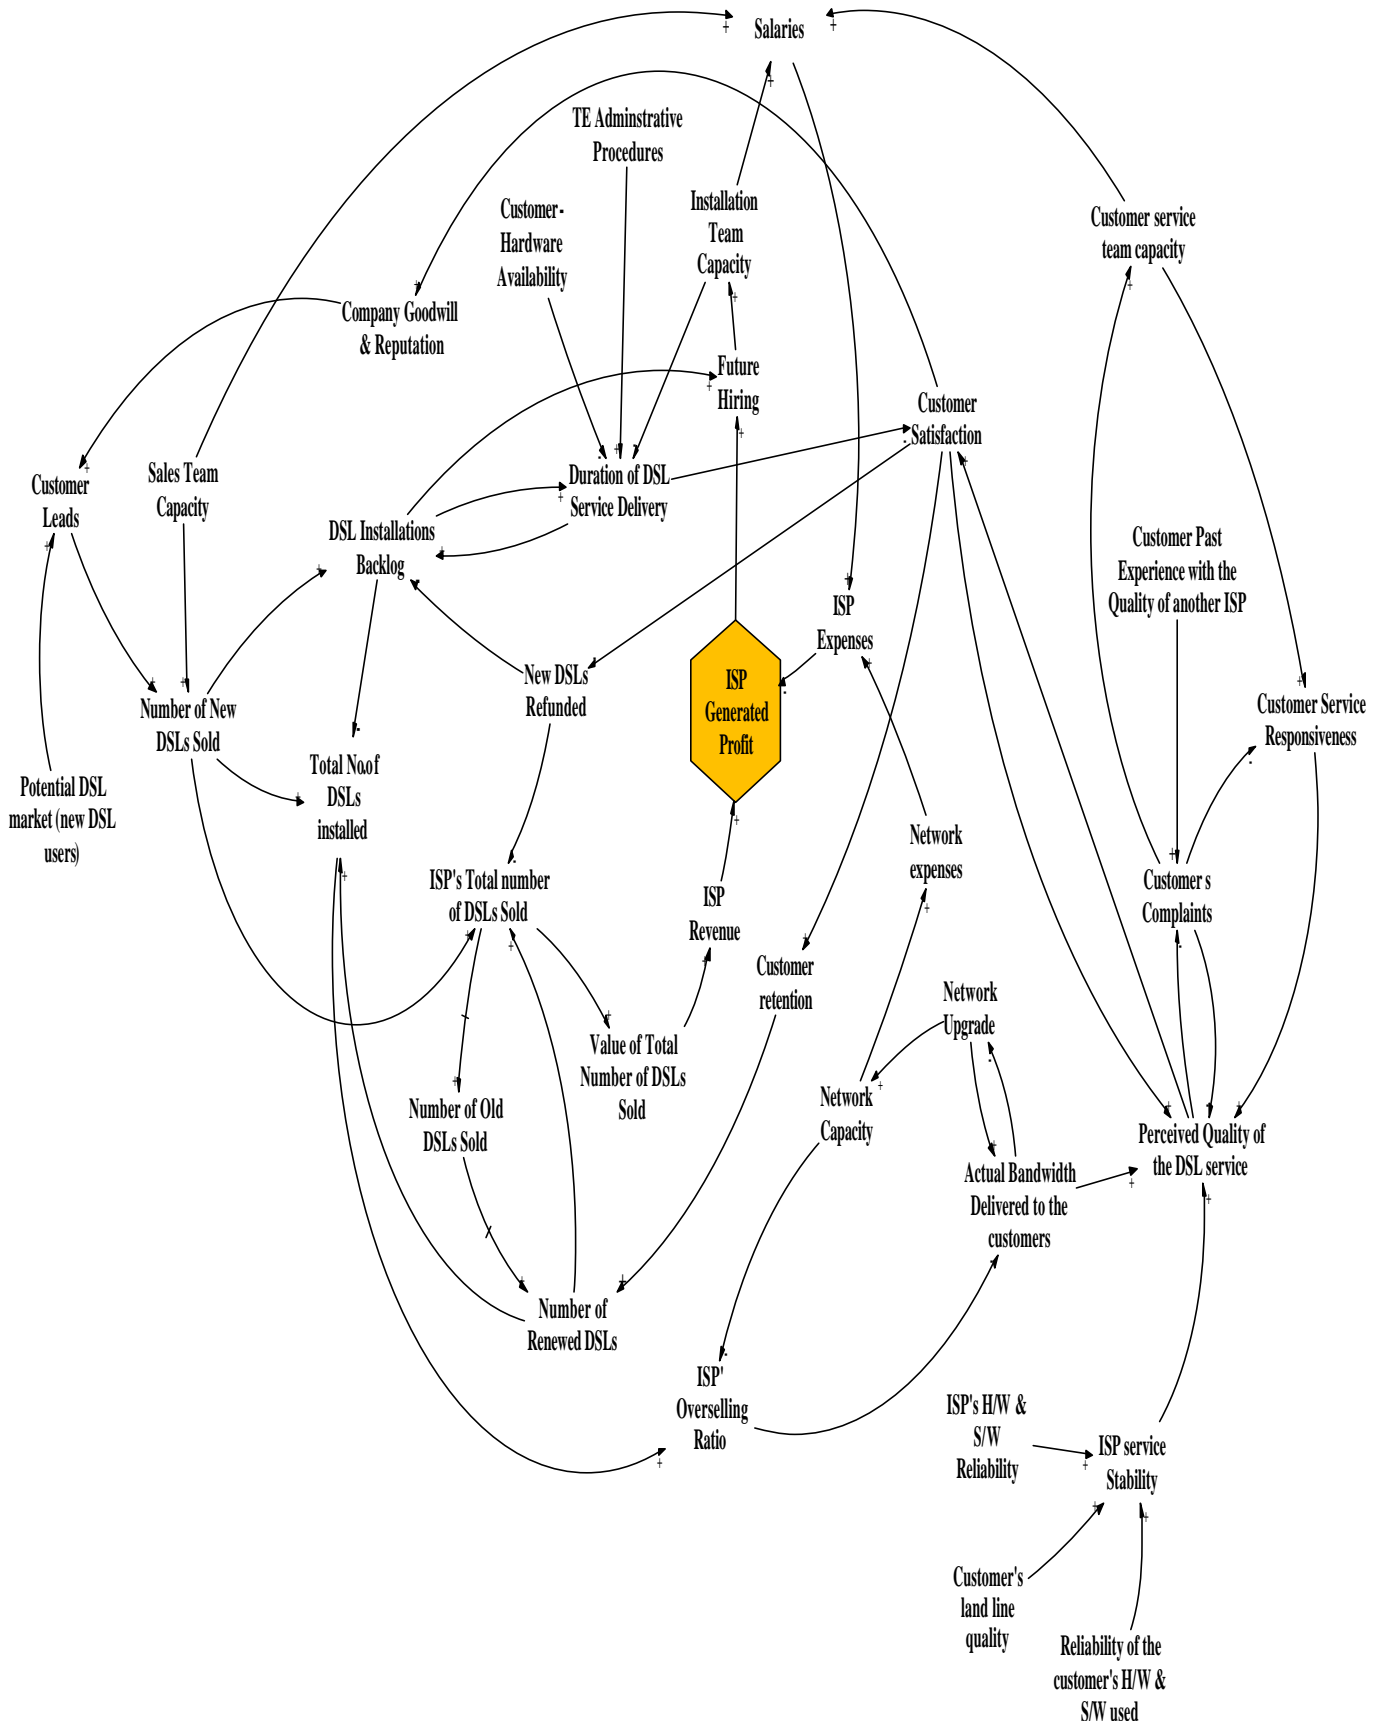 Salaries
TE Adminstrative
Procedures
Customer-
Hardware
Availability
Installation
Team
Capacity
Customer service
team capacity
Company Goodwill
& Reputation
Future
Hiring
Customer
Satisfaction
Customer
Leads
Sales Team
Capacity
DSL Installations
Backlog
Duration of DSL
Service Delivery
Customer Past
Experience with the
Quality of another ISP
ISP
Expenses
New DSLs
Refunded
ISP
Generated
Profit
Number of New
DSLs Sold
Customer Service
Responsiveness
Potential DSL
market (new DSL
users)
Total No.of
DSLs
installed
Network
expenses
ISP's Total number
of DSLs Sold
ISP
Revenue
Customer s
Complaints
Customer
retention
Network
Upgrade
Value of Total
Number of DSLs
Sold
Number of Old
DSLs Sold
Network
Capacity
Perceived Quality of
the DSL service
Actual Bandwidth
Delivered to the
customers
Number of
Renewed DSLs
ISP'
Overselling
Ratio
ISP's H/W &
S/W
Reliability
ISP service
Stability
Customer's
land line
quality
Reliability of the
customer's H/W &
S/W used